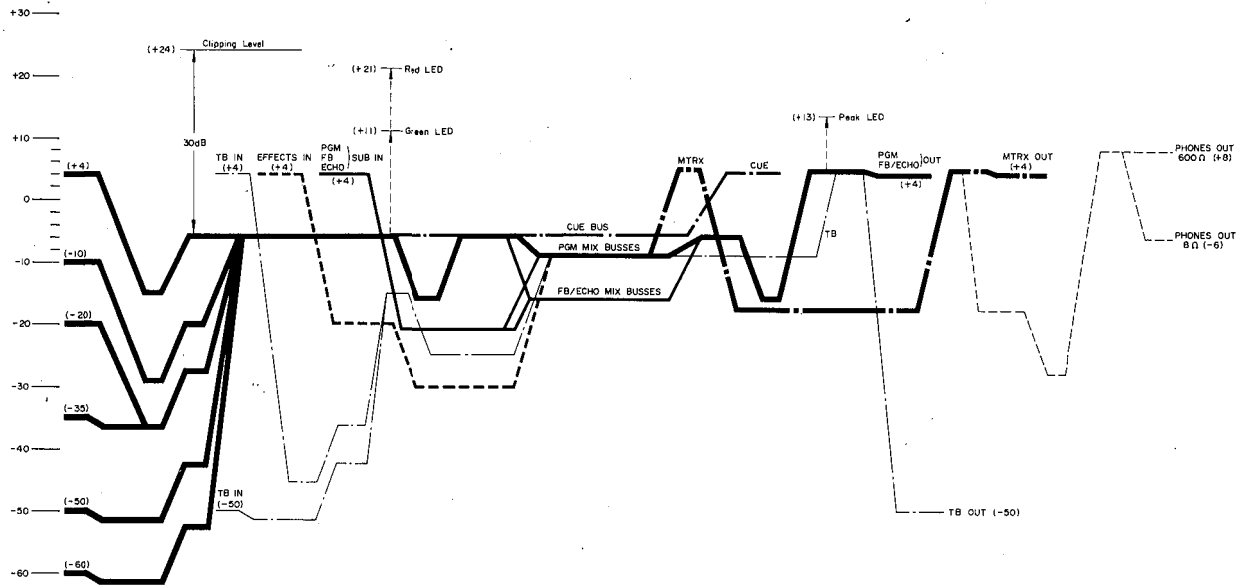 +30
+20
+10
0
-10
-20
-30
-40
-50
-60
(+24) Clipping Level
30dB
(+21) Red LED
(+11) Green LED
(+4)
(-10)
(-20)
(-35)
(-50)
(-60)
TB IN
(+4)
EFFECTS IN
(+4)
PGM
FB
ECHO
) SUB IN
(+4)
TB IN
(-50)
CUE BUS
PGM MIX BUSSES
FB/ECHO MIX BUSSES
MTRX
CUE
TB
(+13) Peak LED
PGM
FB/ECHO
) OUT
(+4)
MTRX OUT
(+4)
TB OUT (-50)
PHONES OUT
600 Ω (+8)
PHONES OUT
8 Ω (-6)